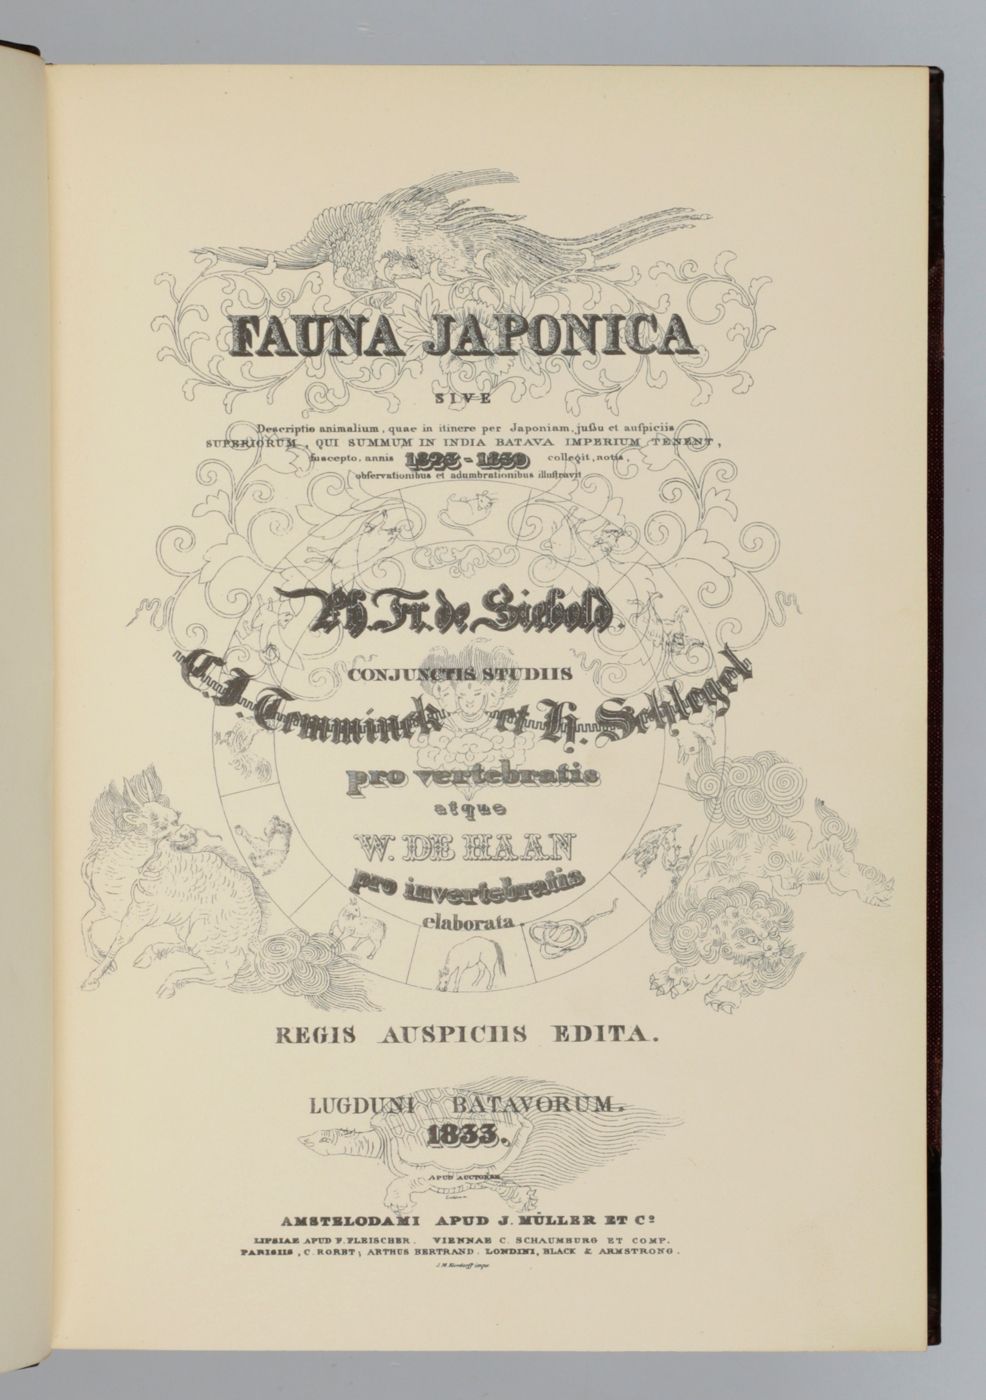 FAUNA JAPONICA
SIVE
Descriptio animalium, quae in itinere per Japoniam, jußu et auſpiciis
SUPERIORUM, QUI SUMMUM IN INDIA BATAVA IMPERIUM TENENT,
ſuscepto, annis 1823-1830 collegit, notis,
obſervationibus et adumbrationibus illuſtravit
Ph. Fr. de Siebold.
CONJUNCTIS STUDIIS
C. J. Temminck et H. Schlegel
pro vertebratis
atque
W. DE HAAN
pro invertebratis
elaborata.
REGIS AUSPICIIS EDITA.
LUGDUNI BATAVORUM.
1833.
APUD AUCTOREM,
AMSTELODAMI APUD J. MÜLLER ET Cº
LIPSIAE APUD F. FLEISCHER. VIENNAE C. SCHAUMBURG ET COMP.
PARISIIS, C. RORET; ARTHUS BERTRAND. LONDINI, BLACK & ARMSTRONG.